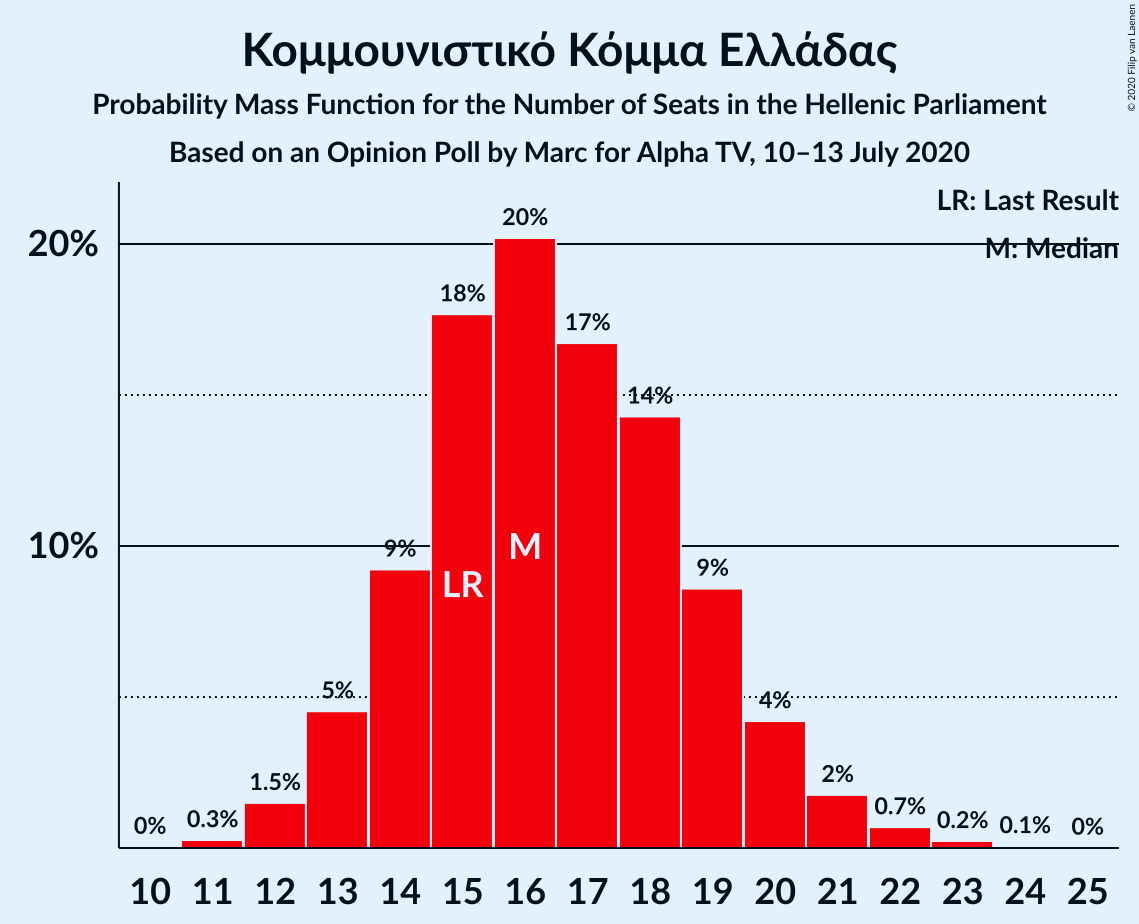 Κομμουνιστικό Κόμμα Ελλάδας
Probability Mass Function for the Number of Seats in the Hellenic Parliament
Based on an Opinion Poll by Marc for Alpha TV, 10–13 July 2020
© 2020 Filip van Laenen
LR: Last Result
M: Median
20%
10%
0%
0.3%
1.5%
5%
9%
18%
20%
17%
14%
9%
4%
2%
0.7%
0.2%
0.1%
0%
LR
M
10 11 12 13 14 15 16 17 18 19 20 21 22 23 24 25